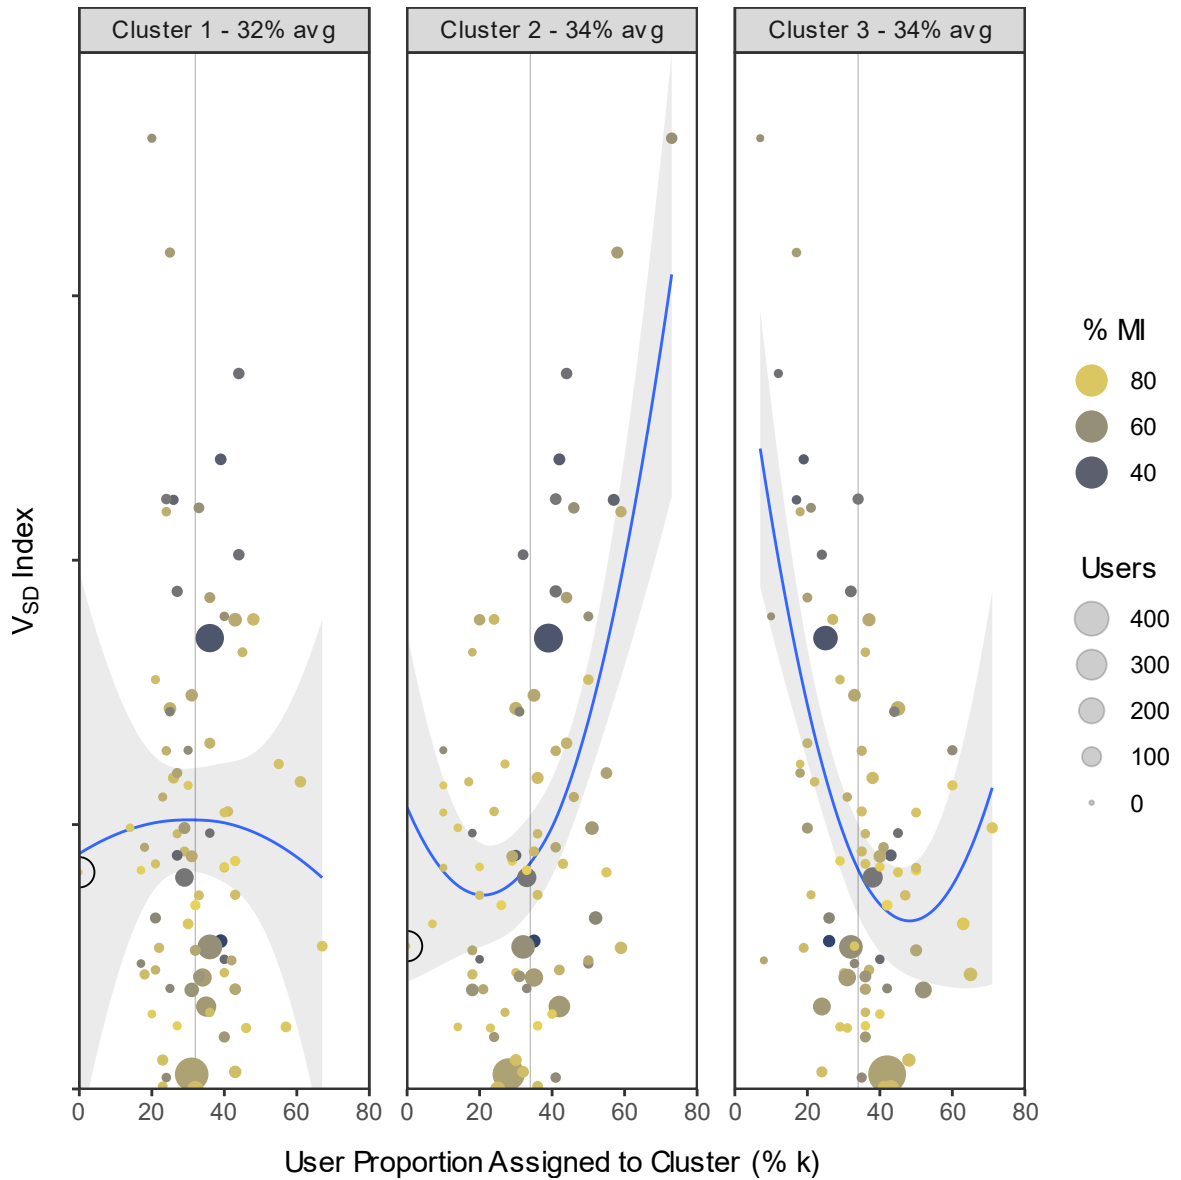 Cluster 1 - 32% avg
Cluster 2 - 34% avg
Cluster 3 - 34% avg
V_SD Index
% MI
80
60
40
Users
400
300
200
100
0
0 20 40 60 80
0 20 40 60 80
0 20 40 60 80
User Proportion Assigned to Cluster (% k)